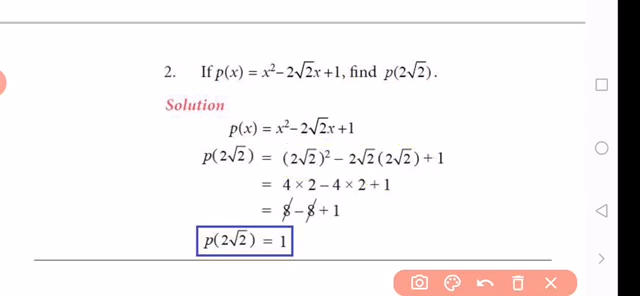 2. If p(x) = x²– 2√2x +1, find p(2√2).
Solution
p(x) = x²– 2√2x+1
p(2√2) = (2√2)² – 2√2(2√2)+1
= 4 × 2 – 4 × 2 + 1
= 8 – 8 + 1
p(2√2) = 1